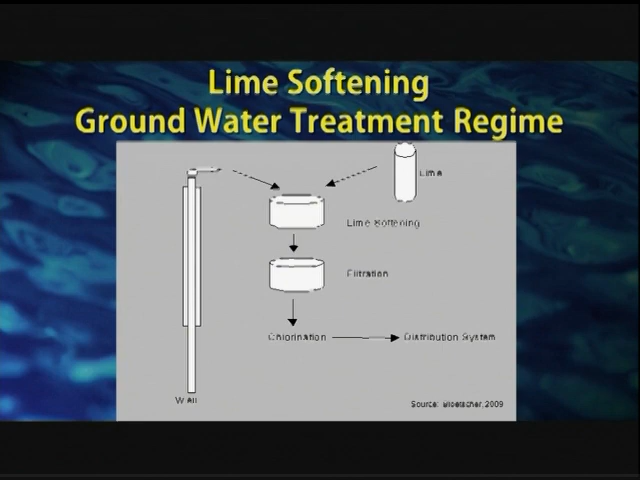 Lime Softening
Ground Water Treatment Regime
Lime
Lime Softening
Filtration
Chlorination
Distribution System
Well
Source: 2009